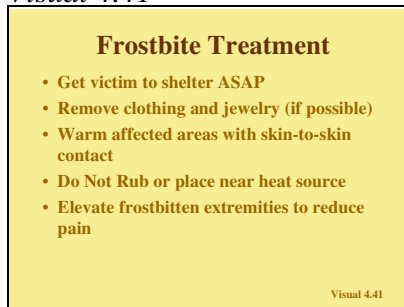 Visual 4.41
Frostbite Treatment
• Get victim to shelter ASAP
• Remove clothing and jewelry (if possible)
• Warm affected areas with skin-to-skin
contact
• Do Not Rub or place near heat source
• Elevate frostbitten extremities to reduce
pain
Visual 4.41